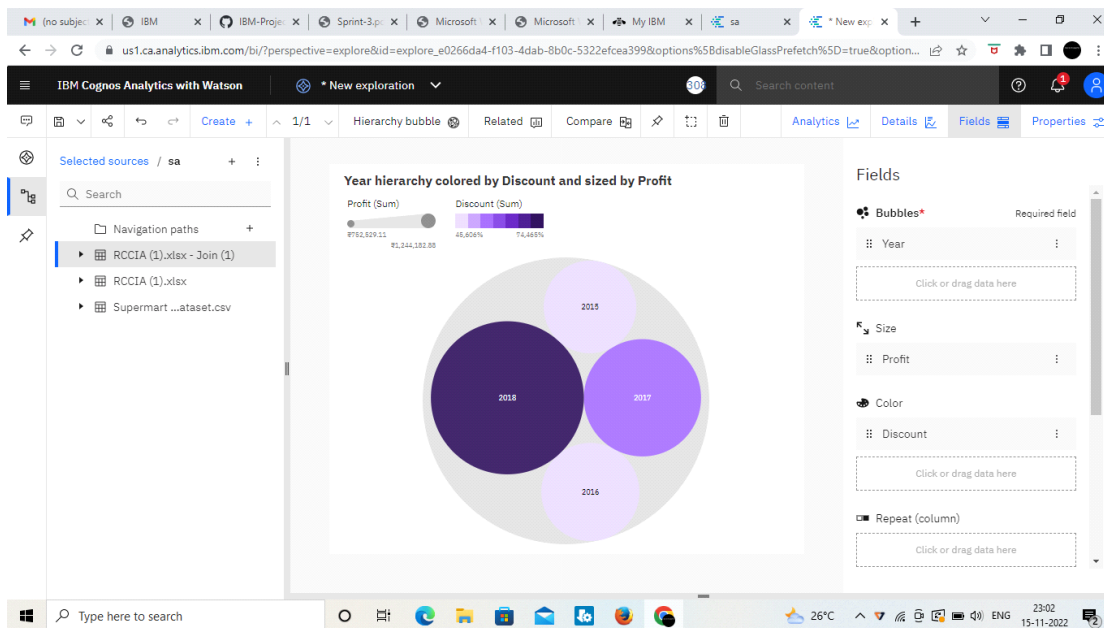 (no subjec
IBM
IBM-Projec
Sprint-3.pc
Microsoft
Microsoft
My IBM
sa
* New exp
us1.ca.analytics.ibm.com/bi/?perspective=explore&id=explore_e0266da4-f103-4dab-8b0c-5322efcea399&options%5BdisableGlassPrefetch%5D=true&option...
IBM Cognos Analytics with Watson
* New exploration
Search content
1
Create +
1/1
Hierarchy bubble
Related
Compare
Analytics
Details
Fields
Properties
Selected sources / sa
Search
Navigation paths
RCCIA (1).xlsx - Join (1)
RCCIA (1).xlsx
Supermart ...ataset.csv
Year hierarchy colored by Discount and sized by Profit
Profit (Sum)
Discount (Sum)
₹752,529.11
₹1,244,182.88
45,606%
74,465%
2015
2018
2017
2016
Fields
Bubbles*
Required field
Year
Click or drag data here
Size
Profit
Color
Discount
Click or drag data here
Repeat (column)
Click or drag data here
Type here to search
26°C
ENG
23:02
15-11-2022
2